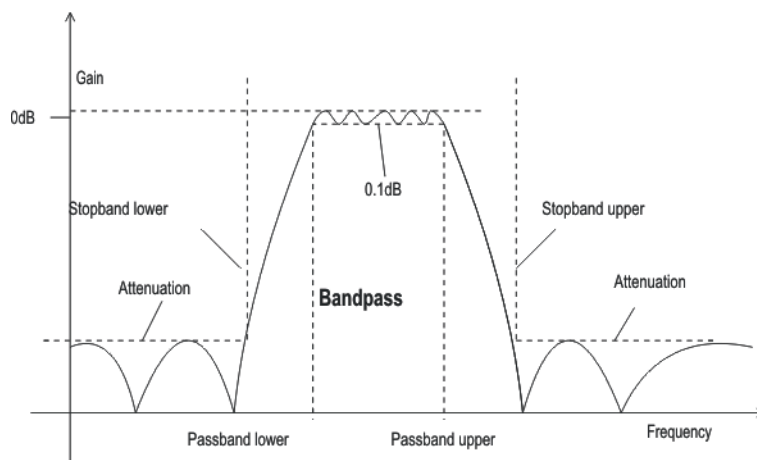 Gain
0dB
0.1dB
Stopband lower
Stopband upper
Attenuation
Attenuation
Bandpass
Passband lower
Passband upper
Frequency